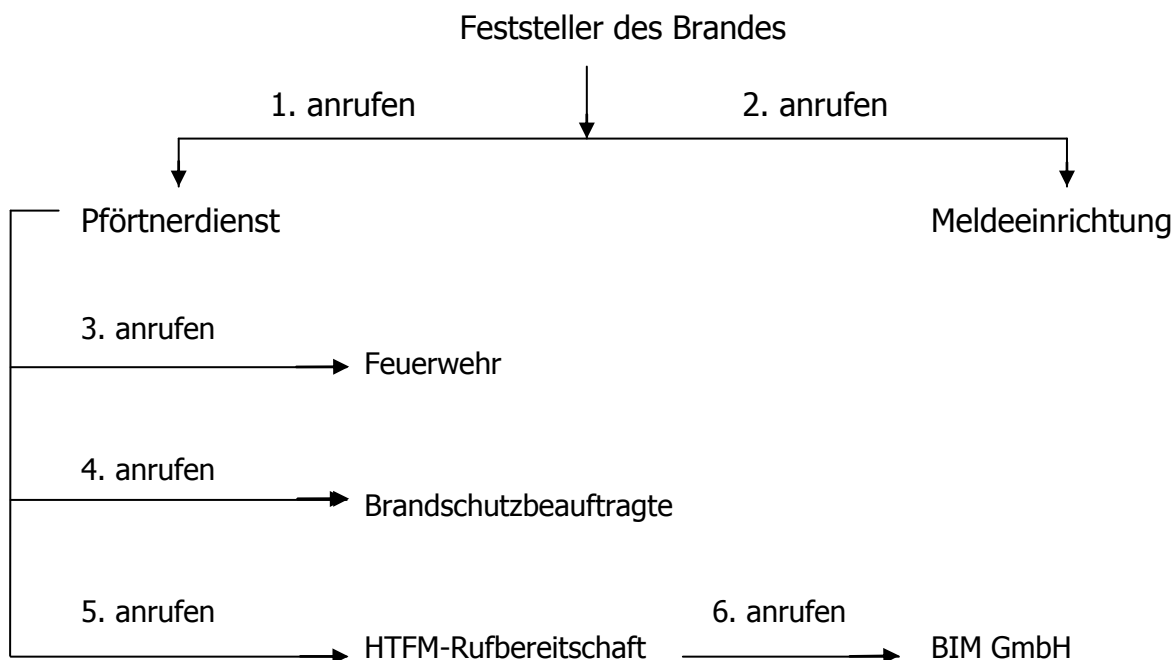 Feststeller des Brandes
1. anrufen
2. anrufen
Pförtnerdienst
Meldeeinrichtung
3. anrufen
Feuerwehr
4. anrufen
Brandschutzbeauftragte
5. anrufen
6. anrufen
HTFM-Rufbereitschaft
BIM GmbH